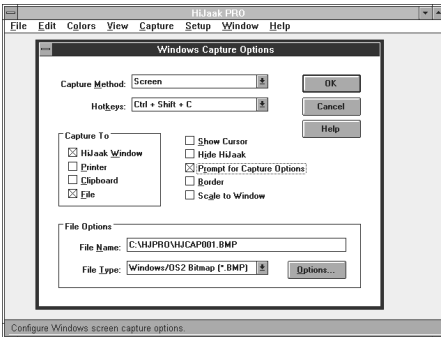 HiJaak PRO
File Edit Colors View Capture Setup Window Help
Windows Capture Options
Capture Method: Screen
OK
Hotkeys: Ctrl + Shift + C
Cancel
Help
Capture To
HiJaak Window
Printer
Clipboard
File
Show Cursor
Hide HiJaak
Prompt for Capture Options
Border
Scale to Window
File Options
File Name: C:\HJPRO\HJCAP001.BMP
File Type: Windows/OS2 Bitmap (*.BMP)
Options...
Configure Windows screen capture options.